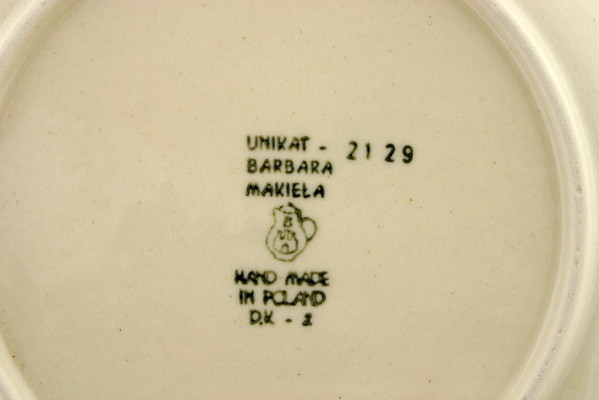 UNIKAT - 21 29
BARBARA
MAKIEŁA
HAND MADE
IN POLAND
D.K - 2